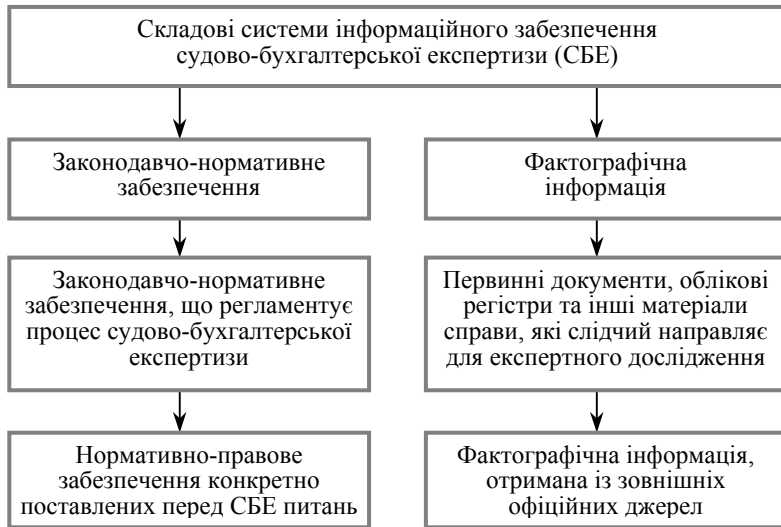 Складові системи інформаційного забезпечення
судово-бухгалтерської експертизи (СБЕ)
Законодавчо-нормативне
забезпечення
Фактографічна
інформація
Законодавчо-нормативне
забезпечення, що регламентує
процес судово-бухгалтерської
експертизи
Первинні документи, облікові
регістри та інші матеріали
справи, які слідчий направляє
для експертного дослідження
Нормативно-правове
забезпечення конкретно
поставлених перед СБЕ питань
Фактографічна інформація,
отримана із зовнішніх
офіційних джерел